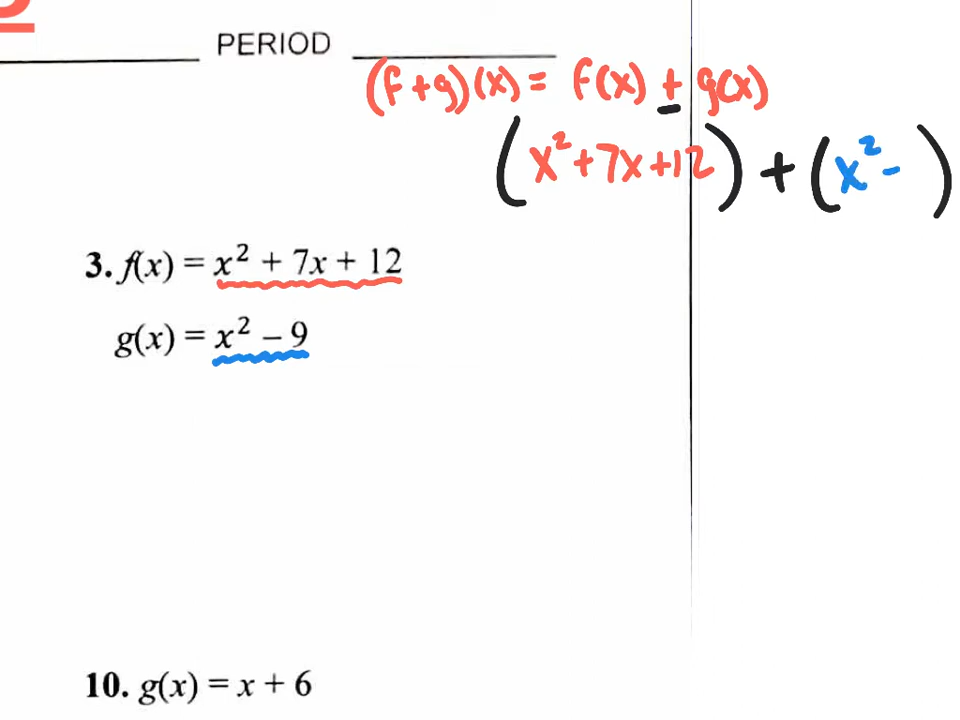 PERIOD
(f+g)(x) = f(x) + g(x)
(x²+7x+12) + (x²- )
3. f(x) = x² + 7x + 12
g(x) = x² – 9
10. g(x) = x + 6